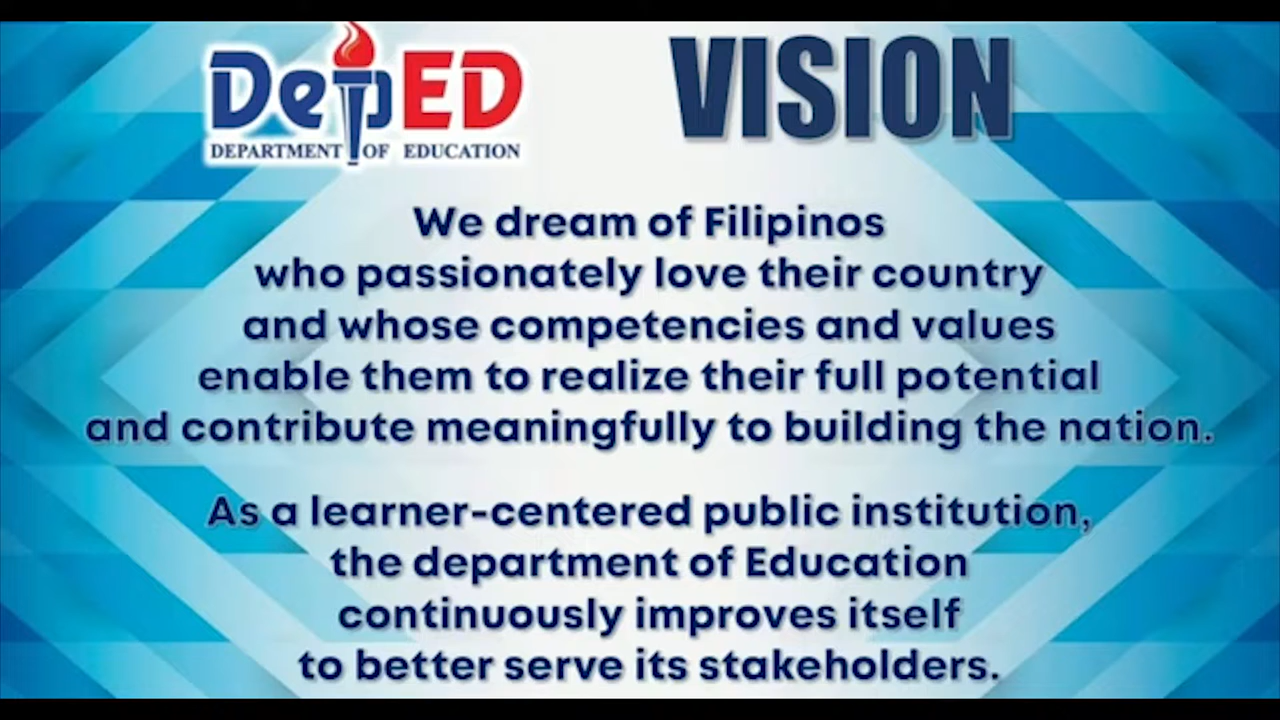 DepED
DEPARTMENT OF EDUCATION
VISION
We dream of Filipinos
who passionately love their country
and whose competencies and values
enable them to realize their full potential
and contribute meaningfully to building the nation.
As a learner-centered public institution,
the department of Education
continuously improves itself
to better serve its stakeholders.